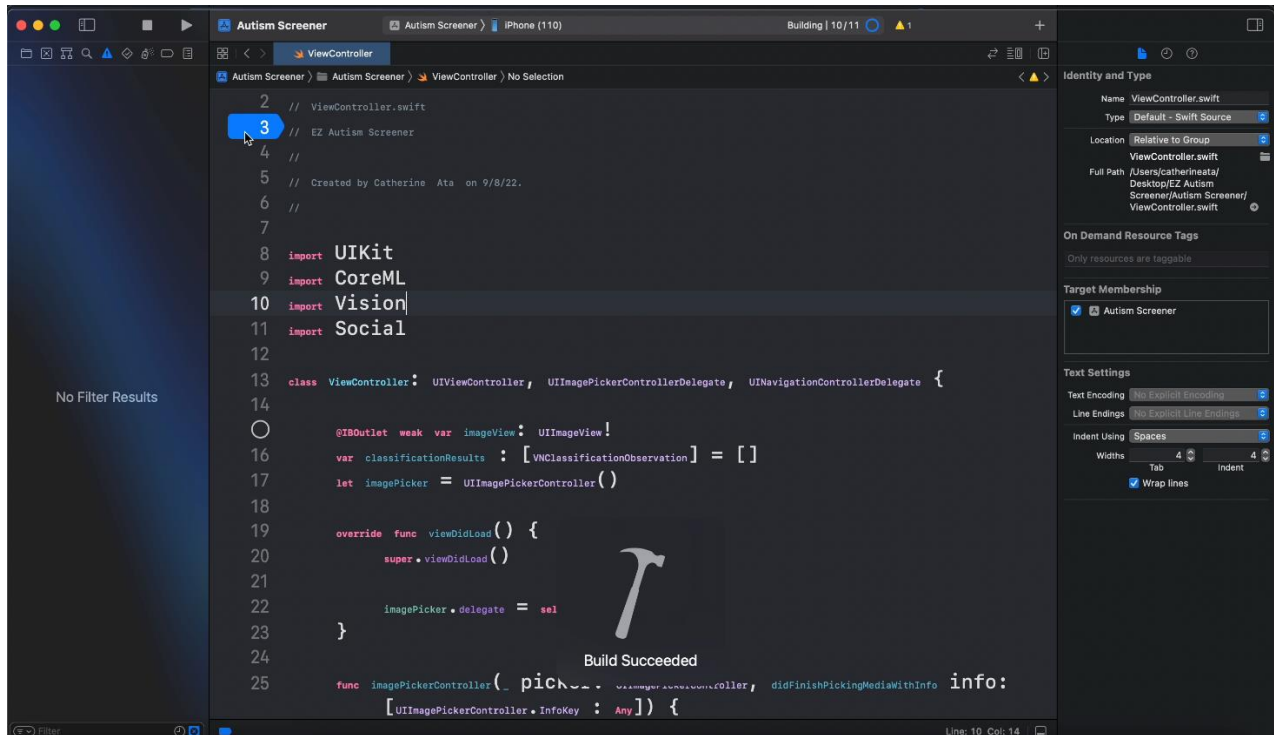 Autism Screener
Autism Screener 〉 iPhone (110)
Building | 10/11
1
ViewController
Autism Screener 〉 Autism Screener 〉 ViewController 〉 No Selection
2 // ViewController.swift
3 // EZ Autism Screener
4 //
5 // Created by Catherine Ata on 9/8/22.
6 //
7
8 import UIKit
9 import CoreML
10 import Vision
11 import Social
12
13 class ViewController: UIViewController, UIImagePickerControllerDelegate, UINavigationControllerDelegate {
14
@IBOutlet weak var imageView: UIImageView!
16 var classificationResults : [VNClassificationObservation] = []
17 let imagePicker = UIImagePickerController()
18
19 override func viewDidLoad() {
20 super.viewDidLoad()
21
22 imagePicker.delegate = sel
23 }
24
25 func imagePickerController(_ picker: UIImagePickerController, didFinishPickingMediaWithInfo info:
[UIImagePickerController.InfoKey : Any]) {
Build Succeeded
No Filter Results
Filter
Line: 10 Col: 14
Identity and Type
Name ViewController.swift
Type Default - Swift Source
Location Relative to Group
ViewController.swift
Full Path /Users/catherineata/
Desktop/EZ Autism
Screener/Autism Screener/
ViewController.swift
On Demand Resource Tags
Only resources are taggable
Target Membership
Autism Screener
Text Settings
Text Encoding No Explicit Encoding
Line Endings No Explicit Line Endings
Indent Using Spaces
Widths 4 4
Tab Indent
Wrap lines